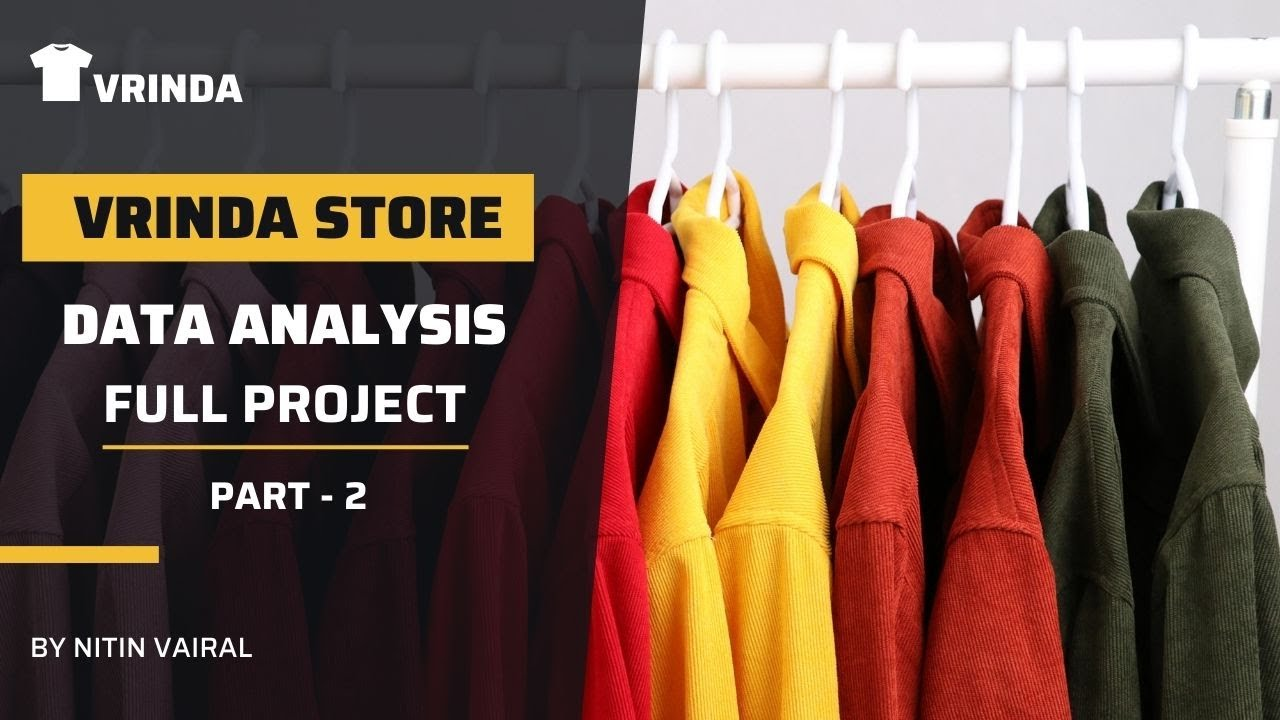 VRINDA
VRINDA STORE
DATA ANALYSIS
FULL PROJECT
PART - 2
BY NITIN VAIRAL